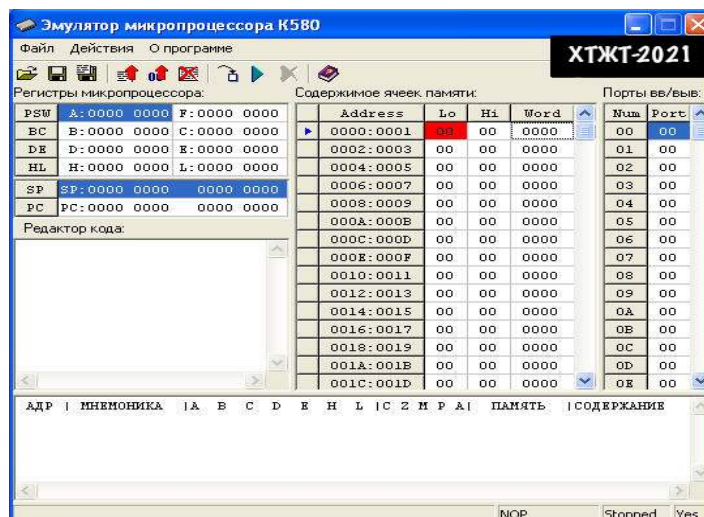 Эмулятор микропроцессора К580
Файл Действия О программе
ХТЖТ-2021
Регистры микропроцессора: Содержимое ячеек памяти: Порты вв/выв:
PSW A:0000 0000 F:0000 0000 Address Lo Hi Word Num Port
BC B:0000 0000 C:0000 0000 0000:0001 00 00 0000 00 00
DE D:0000 0000 E:0000 0000 0002:0003 00 00 0000 01 00
HL H:0000 0000 L:0000 0000 0004:0005 00 00 0000 02 00
SP SP:0000 0000 0000 0000 0006:0007 00 00 0000 03 00
PC PC:0000 0000 0000 0000 0008:0009 00 00 0000 04 00
Редактор кода: 000A:000B 00 00 0000 05 00
000C:000D 00 00 0000 06 00
000E:000F 00 00 0000 07 00
0010:0011 00 00 0000 08 00
0012:0013 00 00 0000 09 00
0014:0015 00 00 0000 0A 00
0016:0017 00 00 0000 0B 00
0018:0019 00 00 0000 0C 00
001A:001B 00 00 0000 0D 00
001C:001D 00 00 0000 0E 00
АДР | МНЕМОНИКА |A B C D E H L |C Z M P A| ПАМЯТЬ |СОДЕРЖАНИЕ
NOP Stopped Yes